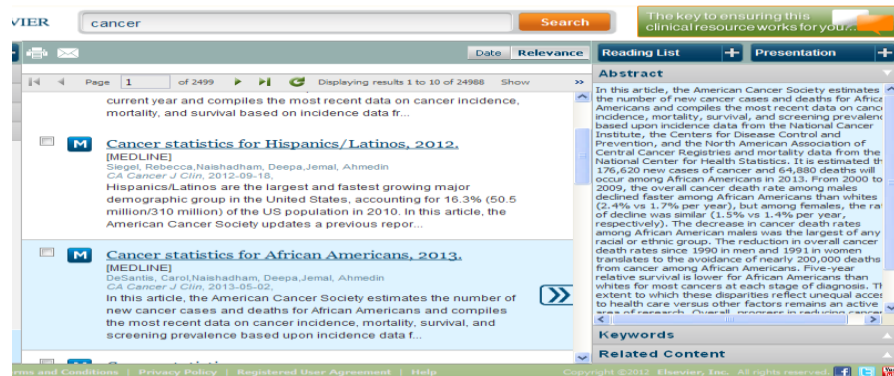 VIER
cancer
Search
The key to ensuring this
clinical resource works for you...
Date Relevance
Reading List + Presentation +
Page 1 of 2499 Displaying results 1 to 10 of 24988 Show »
current year and compiles the most recent data on cancer incidence,
mortality, and survival based on incidence data fr...
M Cancer statistics for Hispanics/Latinos, 2012.
[MEDLINE]
Siegel, Rebecca,Naishadham, Deepa,Jemal, Ahmedin
CA Cancer J Clin, 2012-09-18,
Hispanics/Latinos are the largest and fastest growing major
demographic group in the United States, accounting for 16.3% (50.5
million/310 million) of the US population in 2010. In this article, the
American Cancer Society updates a previous repor...
M Cancer statistics for African Americans, 2013.
[MEDLINE]
DeSantis, Carol,Naishadham, Deepa,Jemal, Ahmedin
CA Cancer J Clin, 2013-05-02,
In this article, the American Cancer Society estimates the number of
new cancer cases and deaths for African Americans and compiles
the most recent data on cancer incidence, mortality, survival, and
screening prevalence based upon incidence data f...
Abstract
In this article, the American Cancer Society estimates
the number of new cancer cases and deaths for Africa
Americans and compiles the most recent data on canc
incidence, mortality, survival, and screening prevalenc
based upon incidence data from the National Cancer
Institute, the Centers for Disease Control and
Prevention, and the North American Association of
Central Cancer Registries and mortality data from the
National Center for Health Statistics. It is estimated th
176,620 new cases of cancer and 64,880 deaths will
occur among African Americans in 2013. From 2000 to
2009, the overall cancer death rate among males
declined faster among African Americans than whites
(2.4% vs 1.7% per year), but among females, the ra
of decline was similar (1.5% vs 1.4% per year,
respectively). The decrease in cancer death rates
among African American males was the largest of any
racial or ethnic group. The reduction in overall cancer
death rates since 1990 in men and 1991 in women
translates to the avoidance of nearly 200,000 deaths
from cancer among African Americans. Five-year
relative survival is lower for African Americans than
whites for most cancers at each stage of diagnosis. Th
extent to which these disparities reflect unequal acces
to health care versus other factors remains an active
area of research. Overall, progress in reducing cancer
Keywords
Related Content
rms and Conditions | Privacy Policy | Registered User Agreement | Help
Copyright ©2012 Elsevier, Inc. All rights reserved.